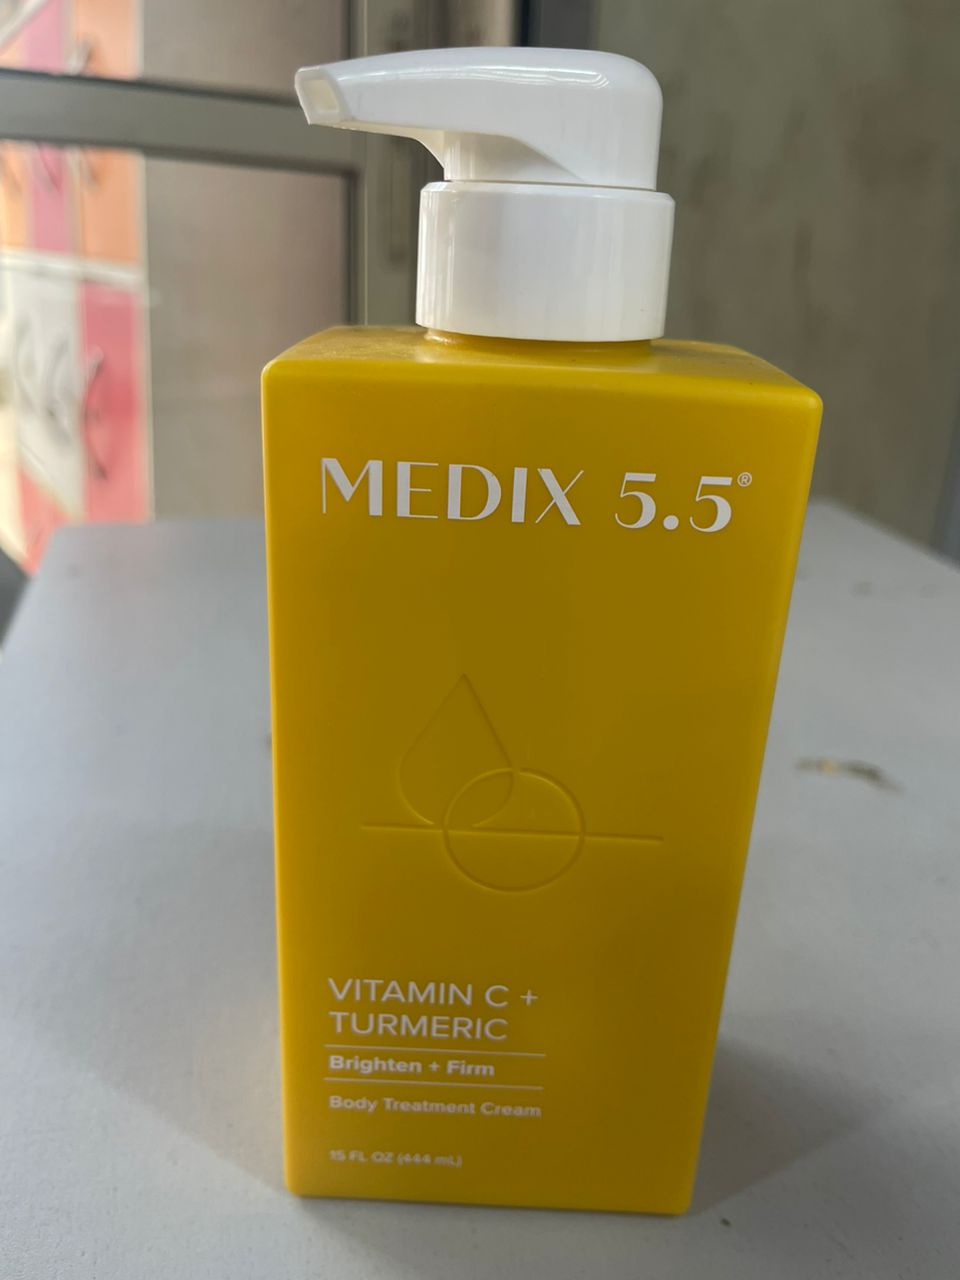 MEDIX 5.5®
VITAMIN C +
TURMERIC
Brighten + Firm
Body Treatment Cream
15 FL OZ (444 mL)